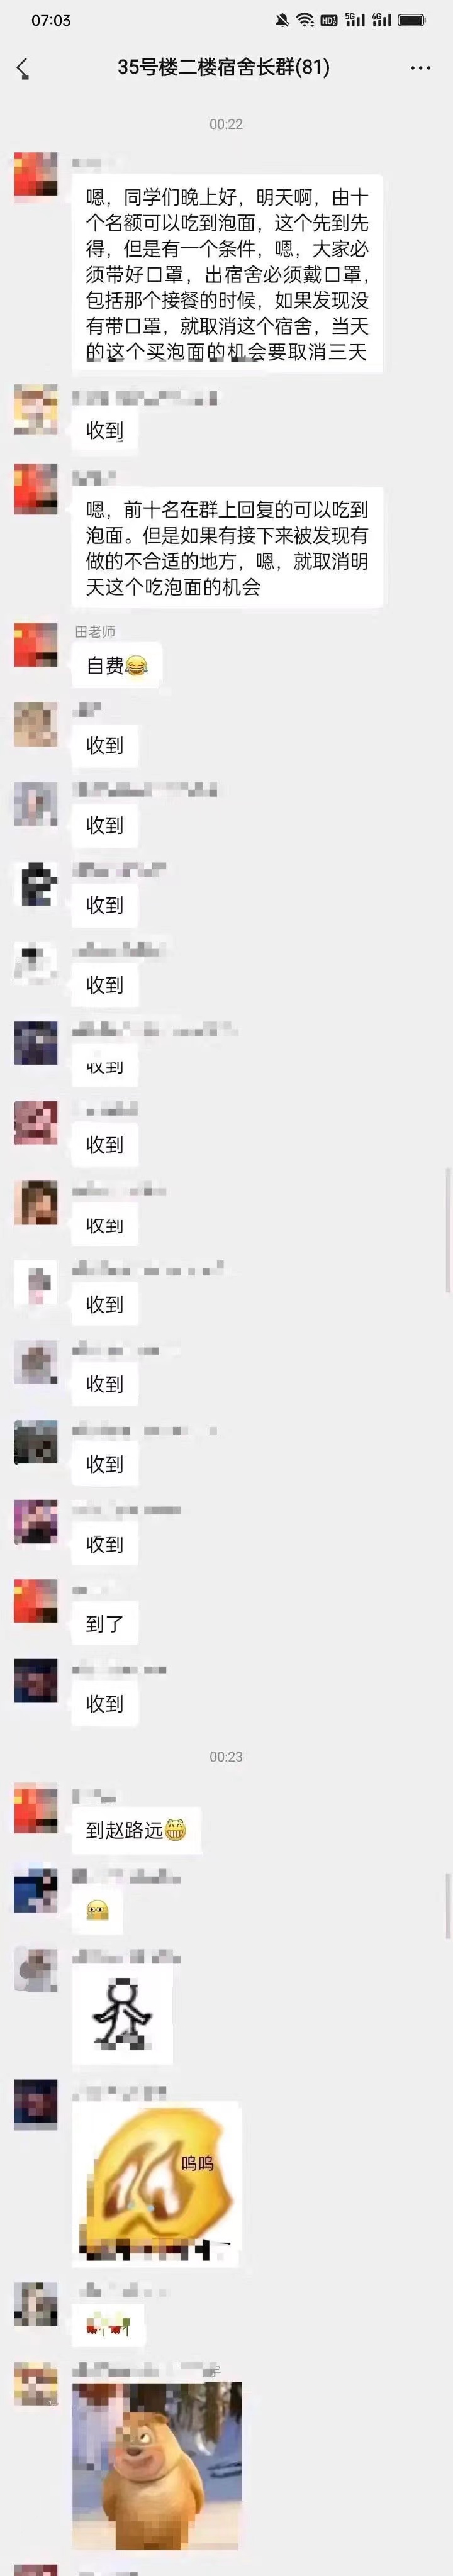 07:03
HD 5G 4G
35号楼二楼宿舍长群(81)
00:22
嗯，同学们晚上好，明天啊，由十
个名额可以吃到泡面，这个先到先
得，但是有一个条件，嗯，大家必
须带好口罩，出宿舍必须戴口罩，
包括那个接餐的时候，如果发现没
有带口罩，就取消这个宿舍，当天
的这个买泡面的机会要取消三天
收到
嗯，前十名在群上回复的可以吃到
泡面。但是如果有接下来被发现有
做的不合适的地方，嗯，就取消明
天这个吃泡面的机会
田老师
自费😂
收到
收到
收到
收到
收到
收到
收到
收到
收到
收到
收到
到了
收到
00:23
到赵路远😁
呜呜